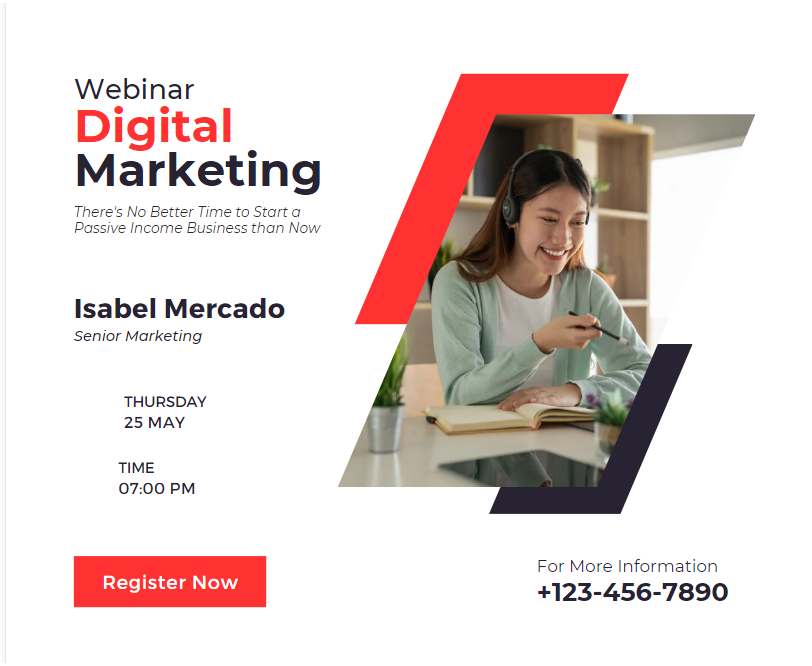 Webinar
Digital
Marketing
There's No Better Time to Start a
Passive Income Business than Now
Isabel Mercado
Senior Marketing
THURSDAY
25 MAY
TIME
07:00 PM
Register Now
For More Information
+123-456-7890